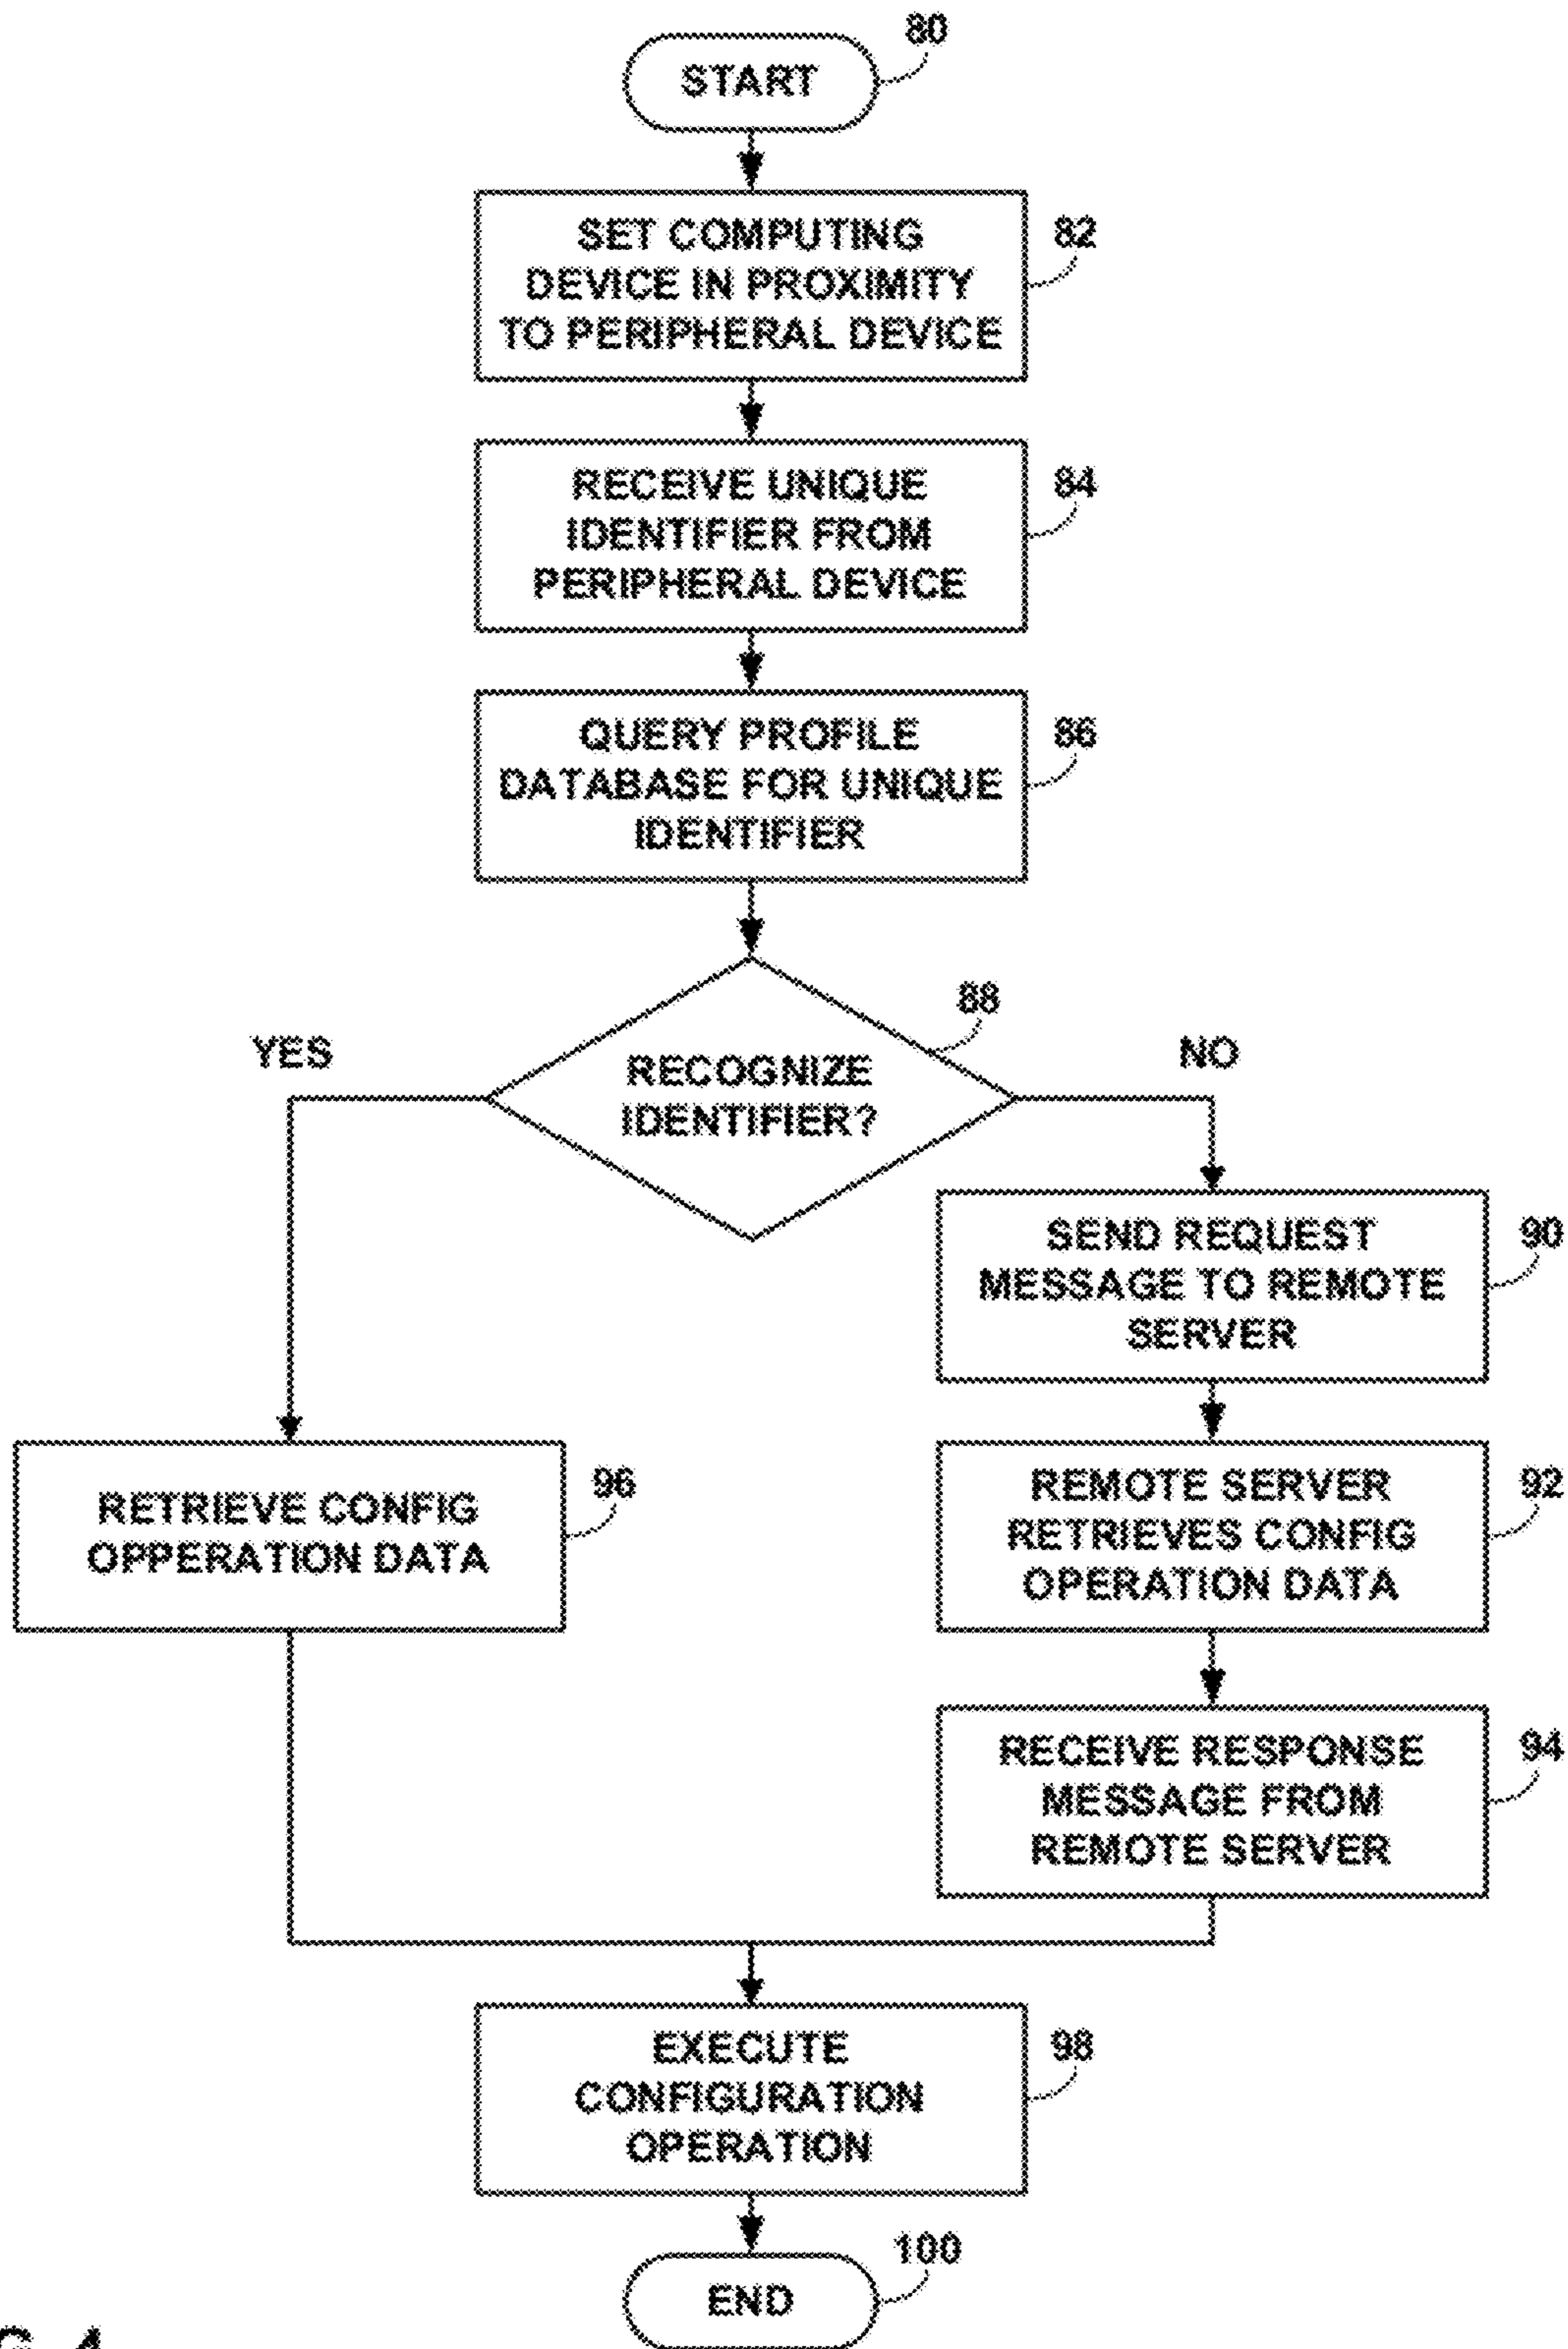 80
START
SET COMPUTING
DEVICE IN PROXIMITY
TO PERIPHERAL DEVICE
82
RECEIVE UNIQUE
IDENTIFIER FROM
PERIPHERAL DEVICE
84
QUERY PROFILE
DATABASE FOR UNIQUE
IDENTIFIER
86
88
YES
RECOGNIZE
IDENTIFIER?
NO
SEND REQUEST
MESSAGE TO REMOTE
SERVER
90
RETRIEVE CONFIG
OPPERATION DATA
96
REMOTE SERVER
RETRIEVES CONFIG
OPERATION DATA
92
RECEIVE RESPONSE
MESSAGE FROM
REMOTE SERVER
94
EXECUTE
CONFIGURATION
OPERATION
98
100
END